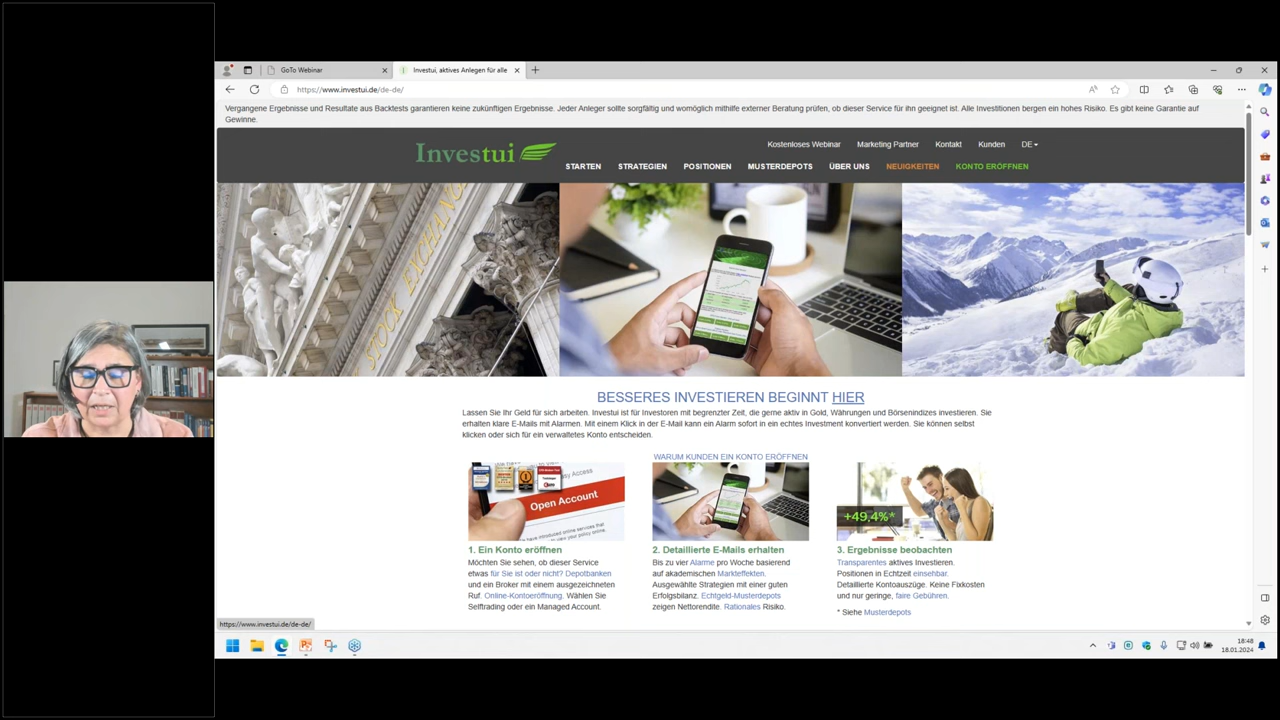 GoTo Webinar
Investui, aktives Anlegen für alle
https://www.investui.de/de-de/
Vergangene Ergebnisse und Resultate aus Backtests garantieren keine zukünftigen Ergebnisse. Jeder Anleger sollte sorgfältig und womöglich mithilfe externer Beratung prüfen, ob dieser Service für ihn geeignet ist. Alle Investitionen bergen ein hohes Risiko. Es gibt keine Garantie auf
Gewinne.
Investui
Kostenloses Webinar Marketing Partner Kontakt Kunden DE
STARTEN STRATEGIEN POSITIONEN MUSTERDEPOTS ÜBER UNS NEUIGKEITEN KONTO ERÖFFNEN
STOCK EXCHANG
BESSERES INVESTIEREN BEGINNT HIER
Lassen Sie Ihr Geld für sich arbeiten. Investui ist für Investoren mit begrenzter Zeit, die gerne aktiv in Gold, Währungen und Börsenindizes investieren. Sie
erhalten klare E-Mails mit Alarmen. Mit einem Klick in der E-Mail kann ein Alarm sofort in ein echtes Investment konvertiert werden. Sie können selbst
klicken oder sich für ein verwaltetes Konto entscheiden.
WARUM KUNDEN EIN KONTO ERÖFFNEN
Open Account
+49,4%*
1. Ein Konto eröffnen
Möchten Sie sehen, ob dieser Service
etwas für Sie ist oder nicht? Depotbanken
und ein Broker mit einem ausgezeichneten
Ruf. Online-Kontoeröffnung. Wählen Sie
Selftrading oder ein Managed Account.
2. Detaillierte E-Mails erhalten
Bis zu vier Alarme pro Woche basierend
auf akademischen Markteffekten.
Ausgewählte Strategien mit einer guten
Erfolgsbilanz. Echtgeld-Musterdepots
zeigen Nettorendite. Rationales Risiko.
3. Ergebnisse beobachten
Transparentes aktives Investieren.
Positionen in Echtzeit einsehbar.
Detaillierte Kontoauszüge. Keine Fixkosten
und nur geringe, faire Gebühren.
* Siehe Musterdepots
https://www.investui.de/de-de/
18:48
18.01.2024